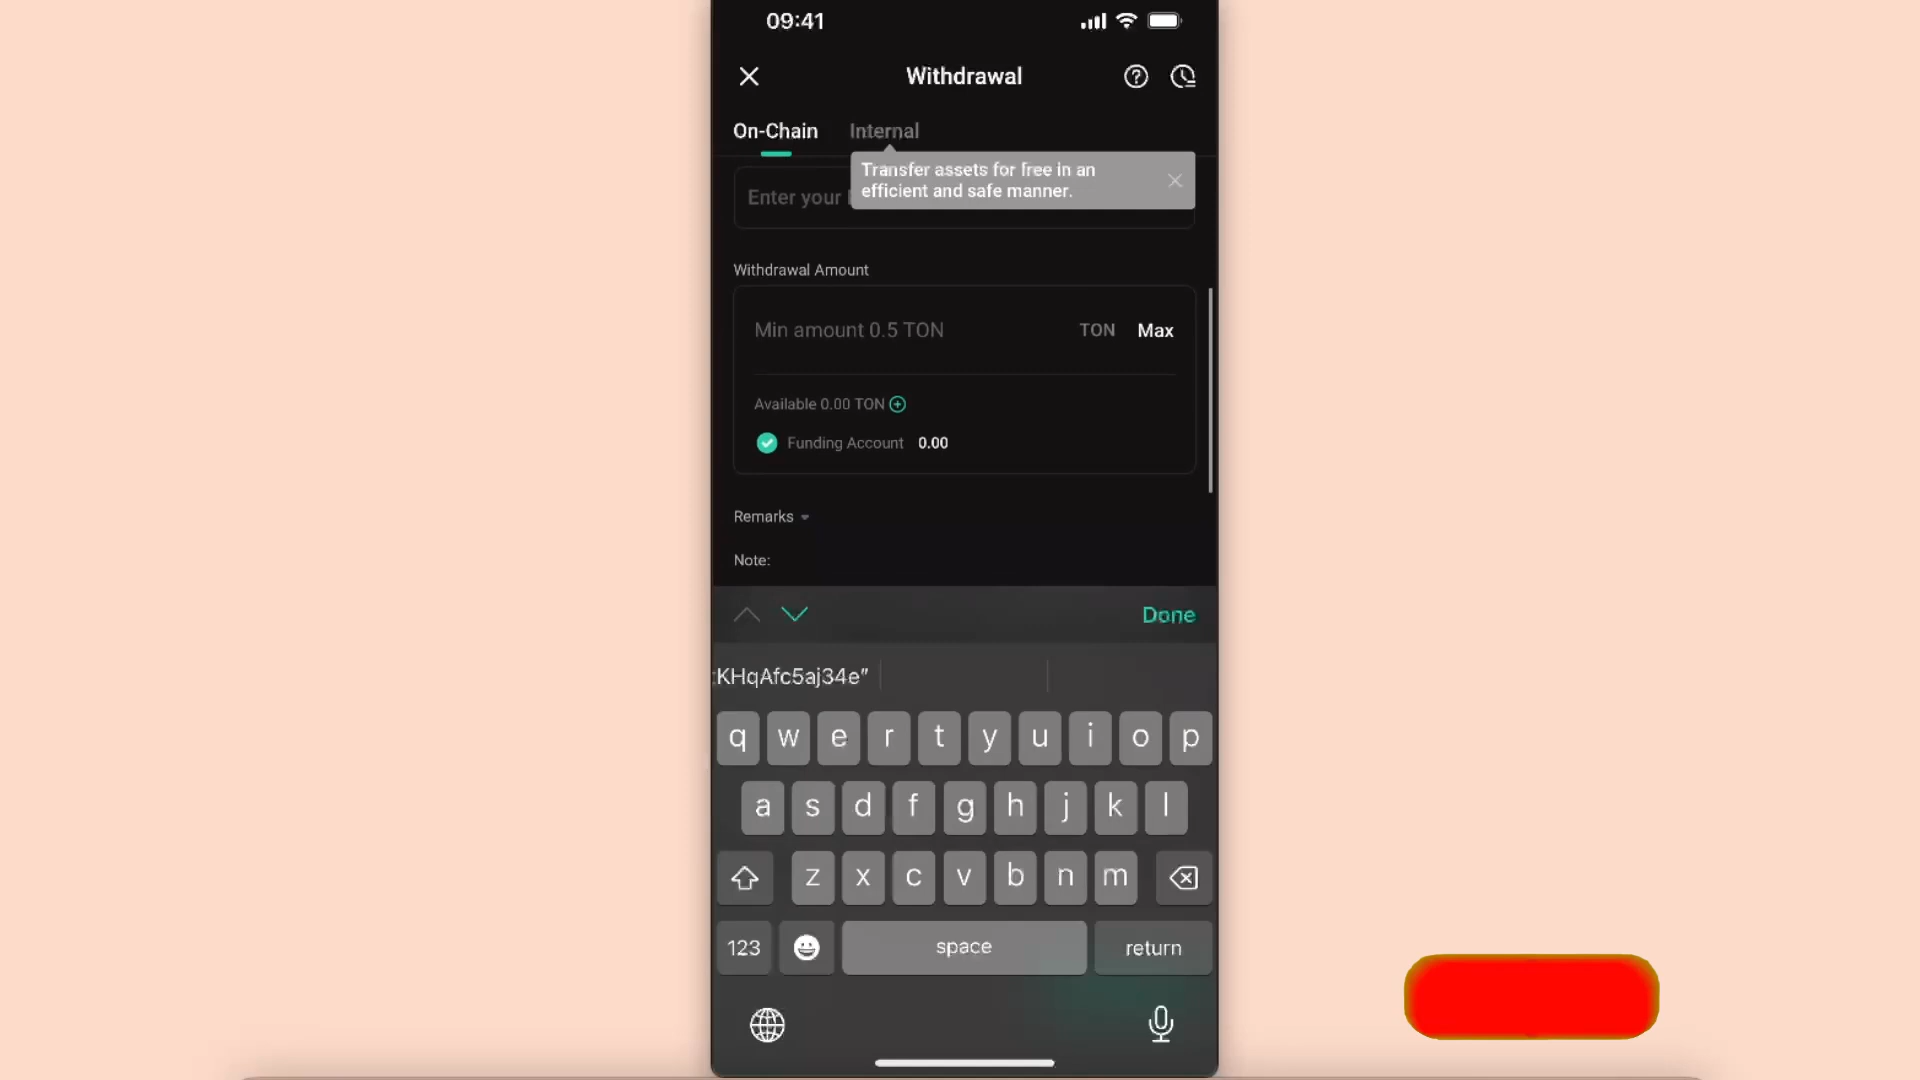 09:41
Withdrawal
On-Chain Internal
Transfer assets for free in an
efficient and safe manner.
Enter your
Withdrawal Amount
Min amount 0.5 TON TON Max
Available 0.00 TON
Funding Account 0.00
Remarks
Note:
Done
KHqAfc5aj34e"
q w e r t y u i o p
a s d f g h j k l
z x c v b n m
123 space return